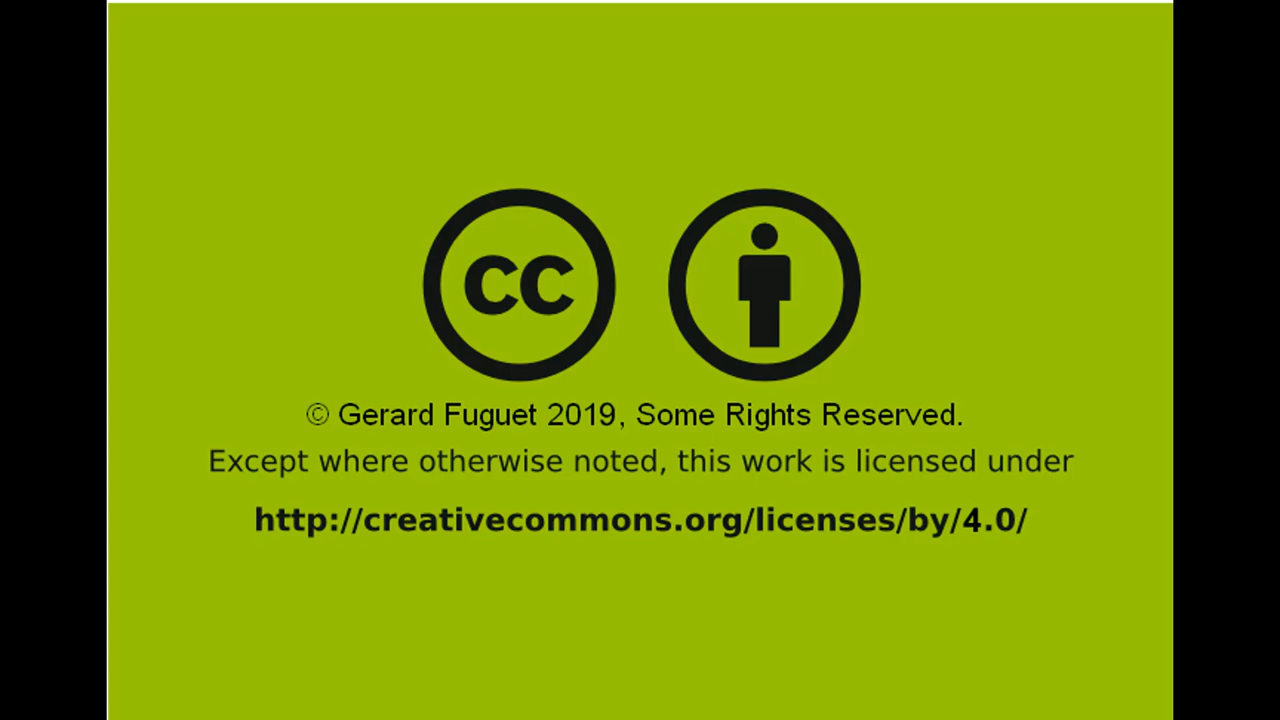 cc
© Gerard Fuguet 2019, Some Rights Reserved.
Except where otherwise noted, this work is licensed under
http://creativecommons.org/licenses/by/4.0/